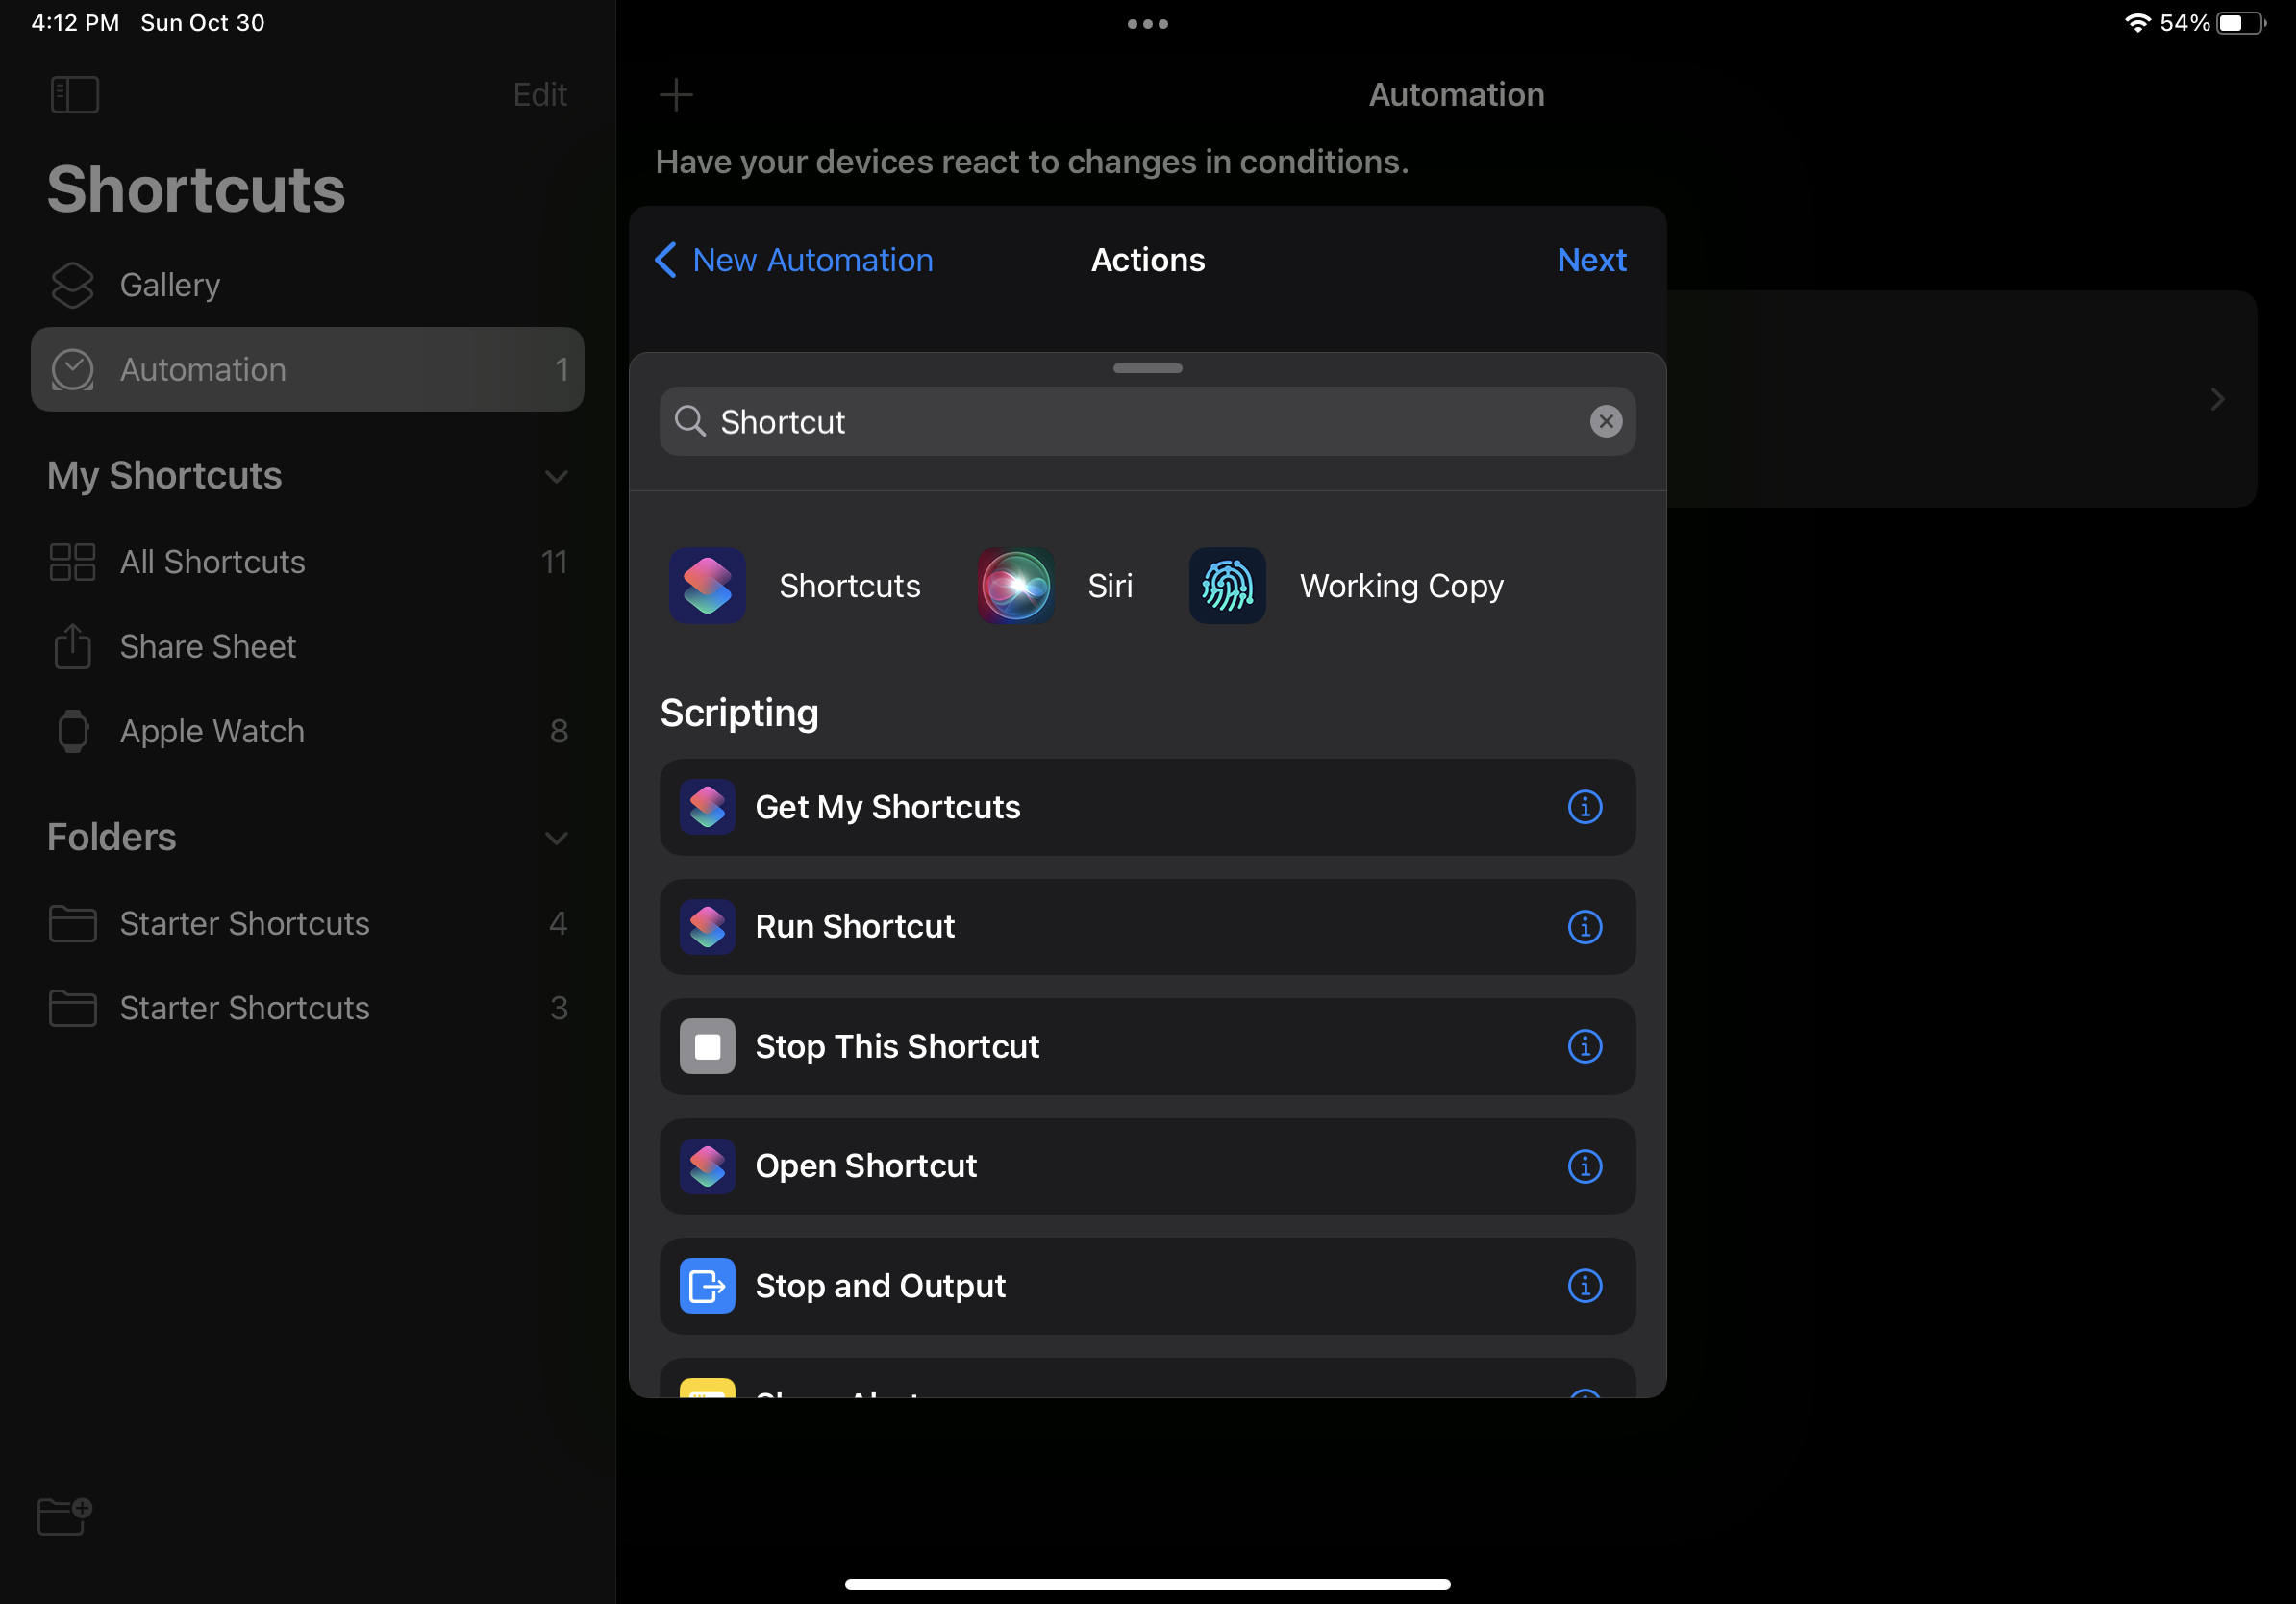 4:12 PM Sun Oct 30
54%
Edit
Shortcuts
Gallery
Automation 1
My Shortcuts
All Shortcuts 11
Share Sheet
Apple Watch 8
Folders
Starter Shortcuts 4
Starter Shortcuts 3
Automation
Have your devices react to changes in conditions.
New Automation Actions Next
Shortcut
Shortcuts Siri Working Copy
Scripting
Get My Shortcuts
Run Shortcut
Stop This Shortcut
Open Shortcut
Stop and Output